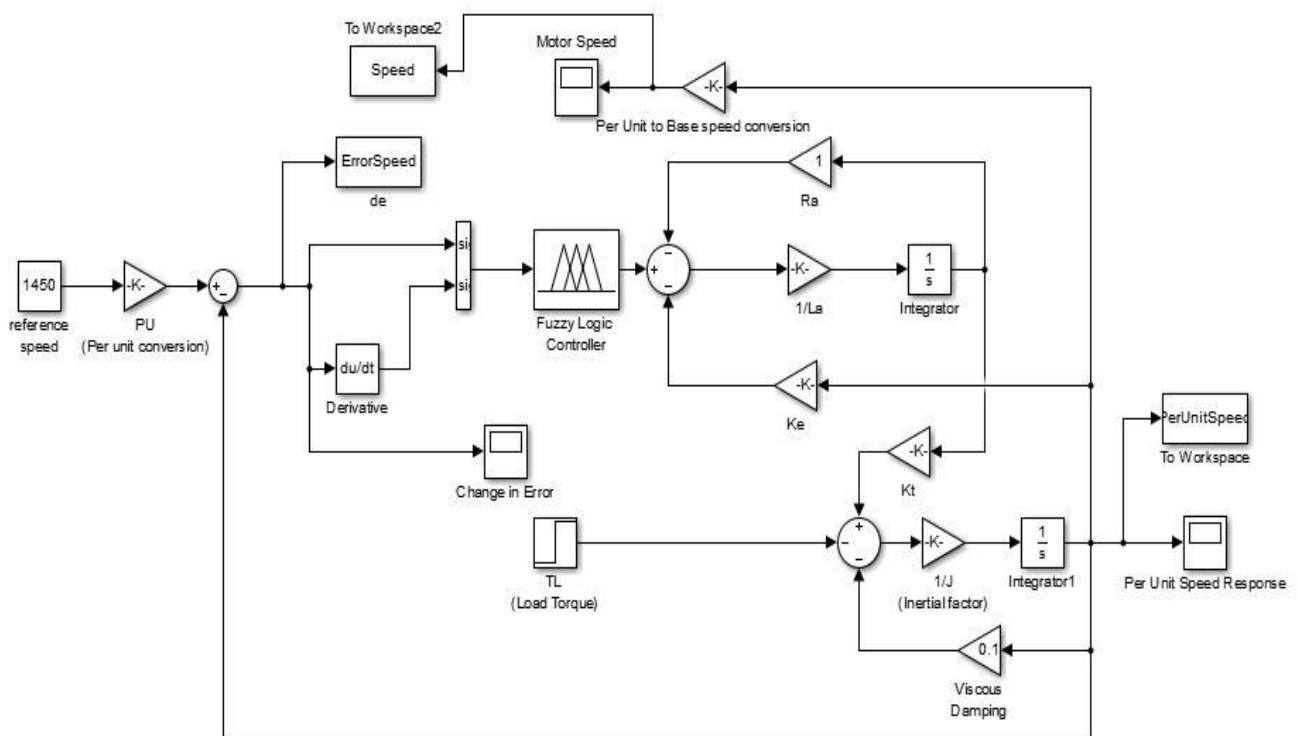 To Workspace2
Speed
Motor Speed
-K-
Per Unit to Base speed conversion
ErrorSpeed
de
1
Ra
1450
reference
speed
-K-
PU
(Per unit conversion)
+
-
du/dt
Derivative
sig
sig
Fuzzy Logic
Controller
-
+
-
-K-
1/La
1
s
Integrator
-K-
Ke
-K-
Kt
PerUnitSpeed
To Workspace
Change in Error
TL
(Load Torque)
+
-
-
-K-
1/J
(Inertial factor)
1
s
Integrator1
Per Unit Speed Response
0.1
Viscous
Damping